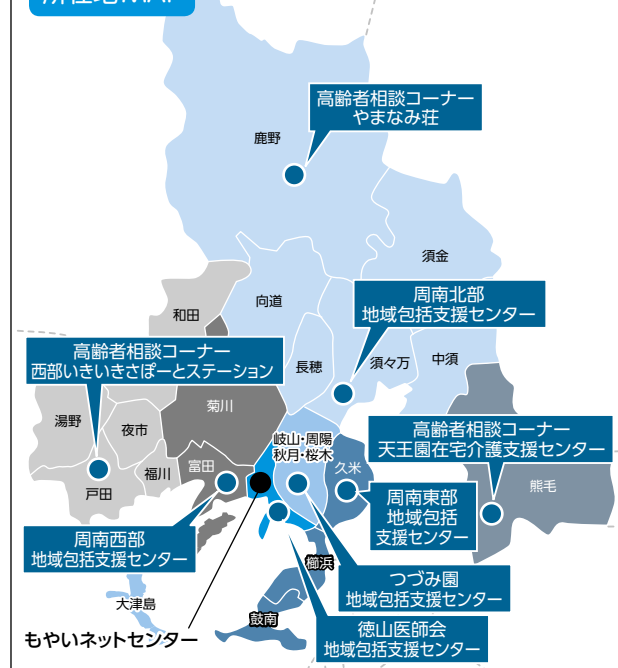 所在地MAP
高齢者相談コーナー
やまなみ荘
鹿野
須金
周南北部
地域包括支援センター
向道
和田
高齢者相談コーナー
西部いきいきさぽーとステーション
長穂
須々万
中須
菊川
湯野
夜市
岐山・周陽
秋月・桜木
高齢者相談コーナー
天王園在宅介護支援センター
久米
富田
福川
戸田
熊毛
周南東部
地域包括
支援センター
周南西部
地域包括支援センター
櫛浜
つづみ園
地域包括支援センター
大津島
鼓南
もやいネットセンター
徳山医師会
地域包括支援センター